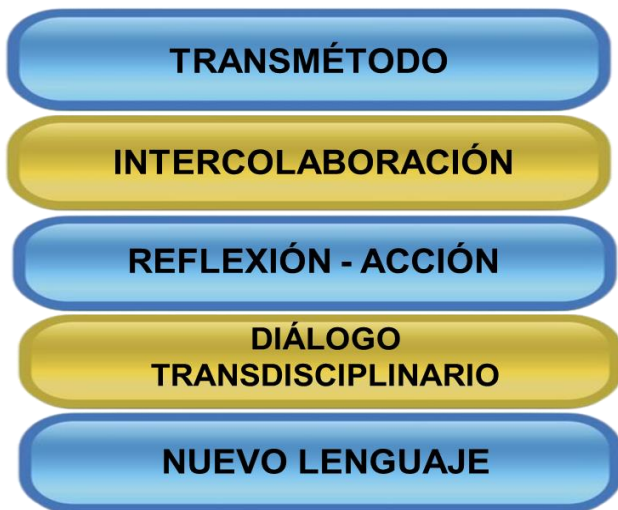 TRANSMÉTODO
INTERCOLABORACIÓN
REFLEXIÓN - ACCIÓN
DIÁLOGO
TRANSDISCIPLINARIO
NUEVO LENGUAJE